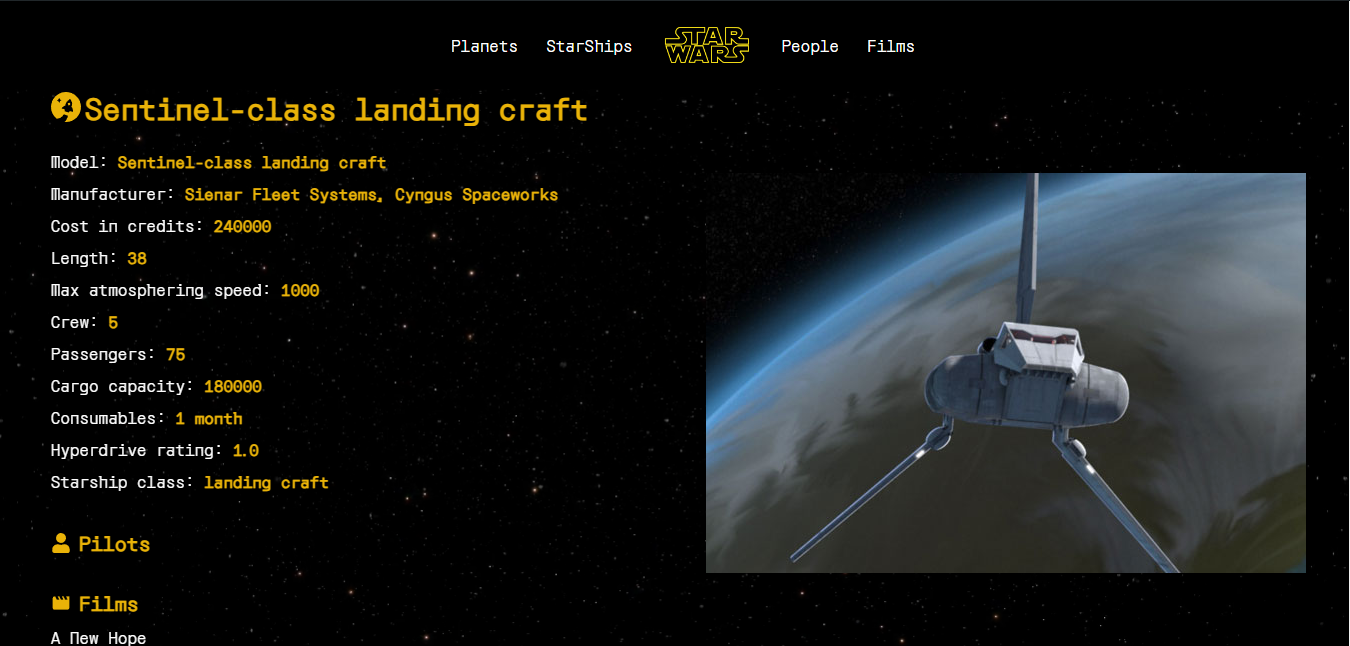 Planets StarShips STAR WARS People Films
Sentinel-class landing craft
Model: Sentinel-class landing craft
Manufacturer: Sienar Fleet Systems, Cyngus Spaceworks
Cost in credits: 240000
Length: 38
Max atmosphering speed: 1000
Crew: 5
Passengers: 75
Cargo capacity: 180000
Consumables: 1 month
Hyperdrive rating: 1.0
Starship class: landing craft
Pilots
Films
A New Hope